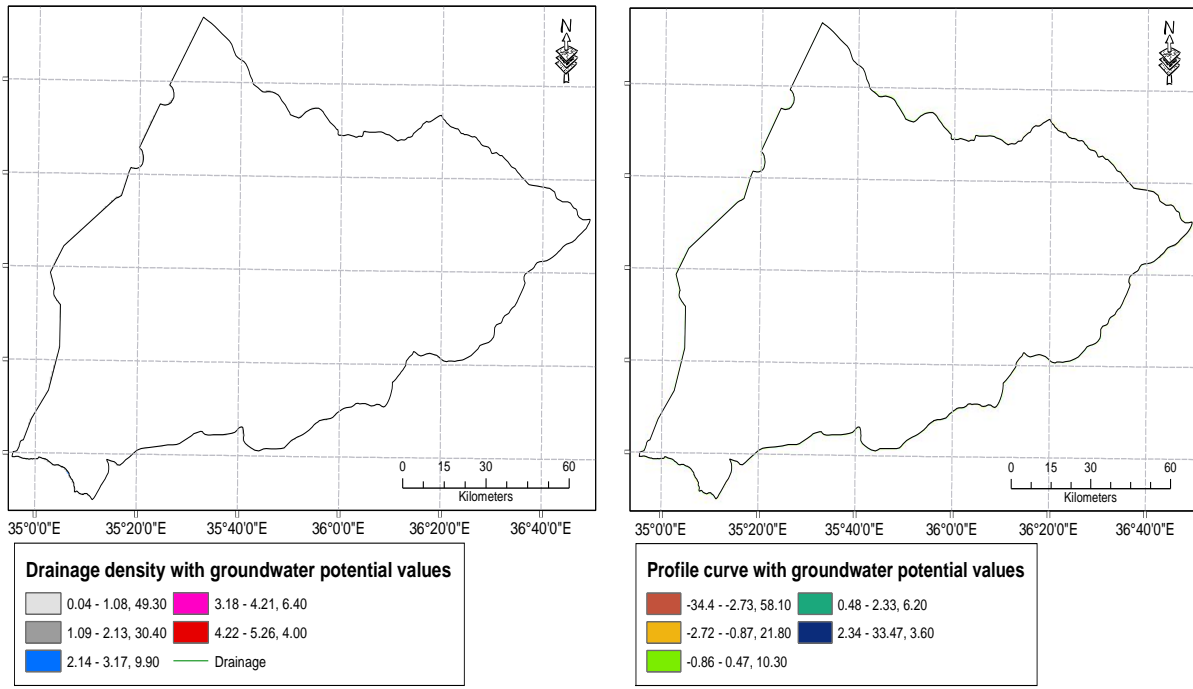 N
0 15 30 60
Kilometers
35°0'0"E 35°20'0"E 35°40'0"E 36°0'0"E 36°20'0"E 36°40'0"E
Drainage density with groundwater potential values
0.04 - 1.08, 49.30
1.09 - 2.13, 30.40
2.14 - 3.17, 9.90
3.18 - 4.21, 6.40
4.22 - 5.26, 4.00
Drainage
N
0 15 30 60
Kilometers
35°0'0"E 35°20'0"E 35°40'0"E 36°0'0"E 36°20'0"E 36°40'0"E
Profile curve with groundwater potential values
-34.4 - -2.73, 58.10
-2.72 - -0.87, 21.80
-0.86 - 0.47, 10.30
0.48 - 2.33, 6.20
2.34 - 33.47, 3.60